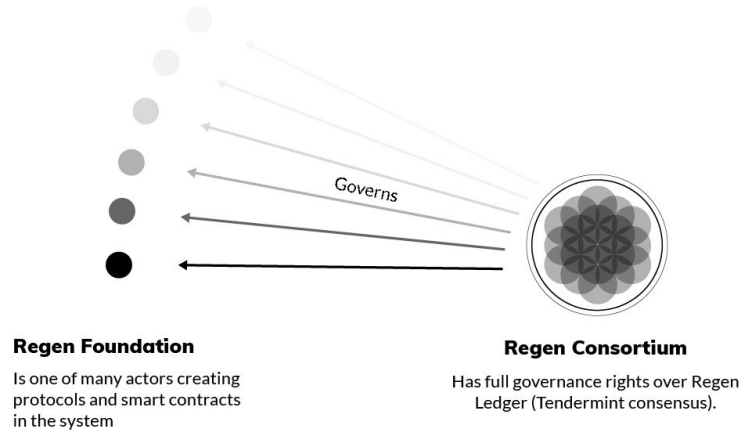 Governs
Regen Foundation
Is one of many actors creating
protocols and smart contracts
in the system
Regen Consortium
Has full governance rights over Regen
Ledger (Tendermint consensus).